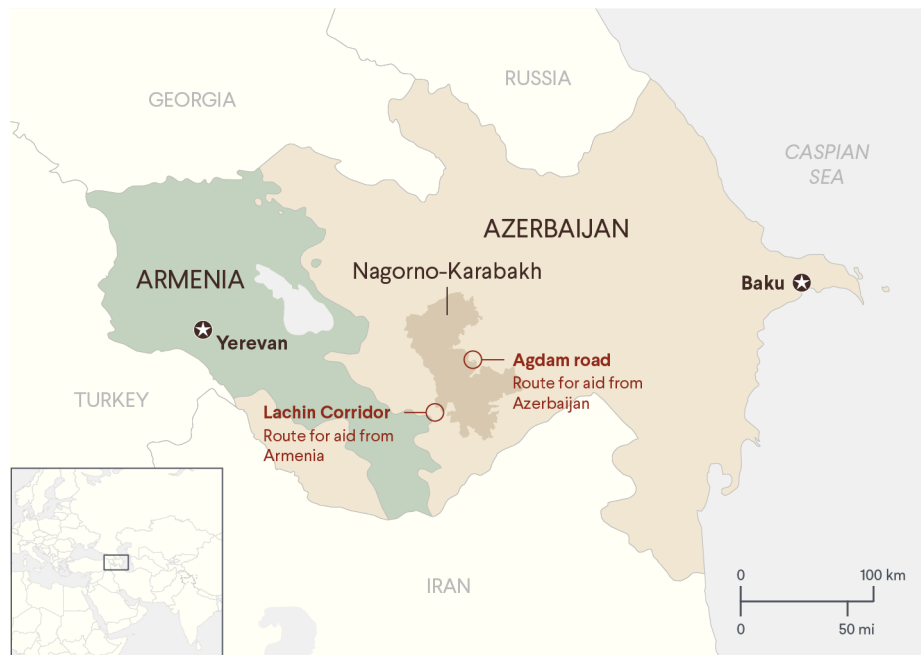 RUSSIA
GEORGIA
CASPIAN
SEA
AZERBAIJAN
Nagorno-Karabakh
ARMENIA
Baku
Yerevan
Agdam road
Route for aid from
Azerbaijan
TURKEY
Lachin Corridor
Route for aid from
Armenia
IRAN
0
100 km
0
50 mi